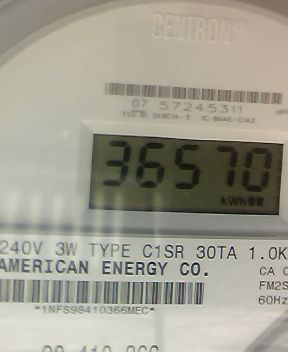 CENTRON®
07 57245311
36570
kWh
240V 3W TYPE C1SR 30TA 1.0K
AMERICAN ENERGY CO.
CA 0
FM2S
*1NFS98410366MEC*
60Hz